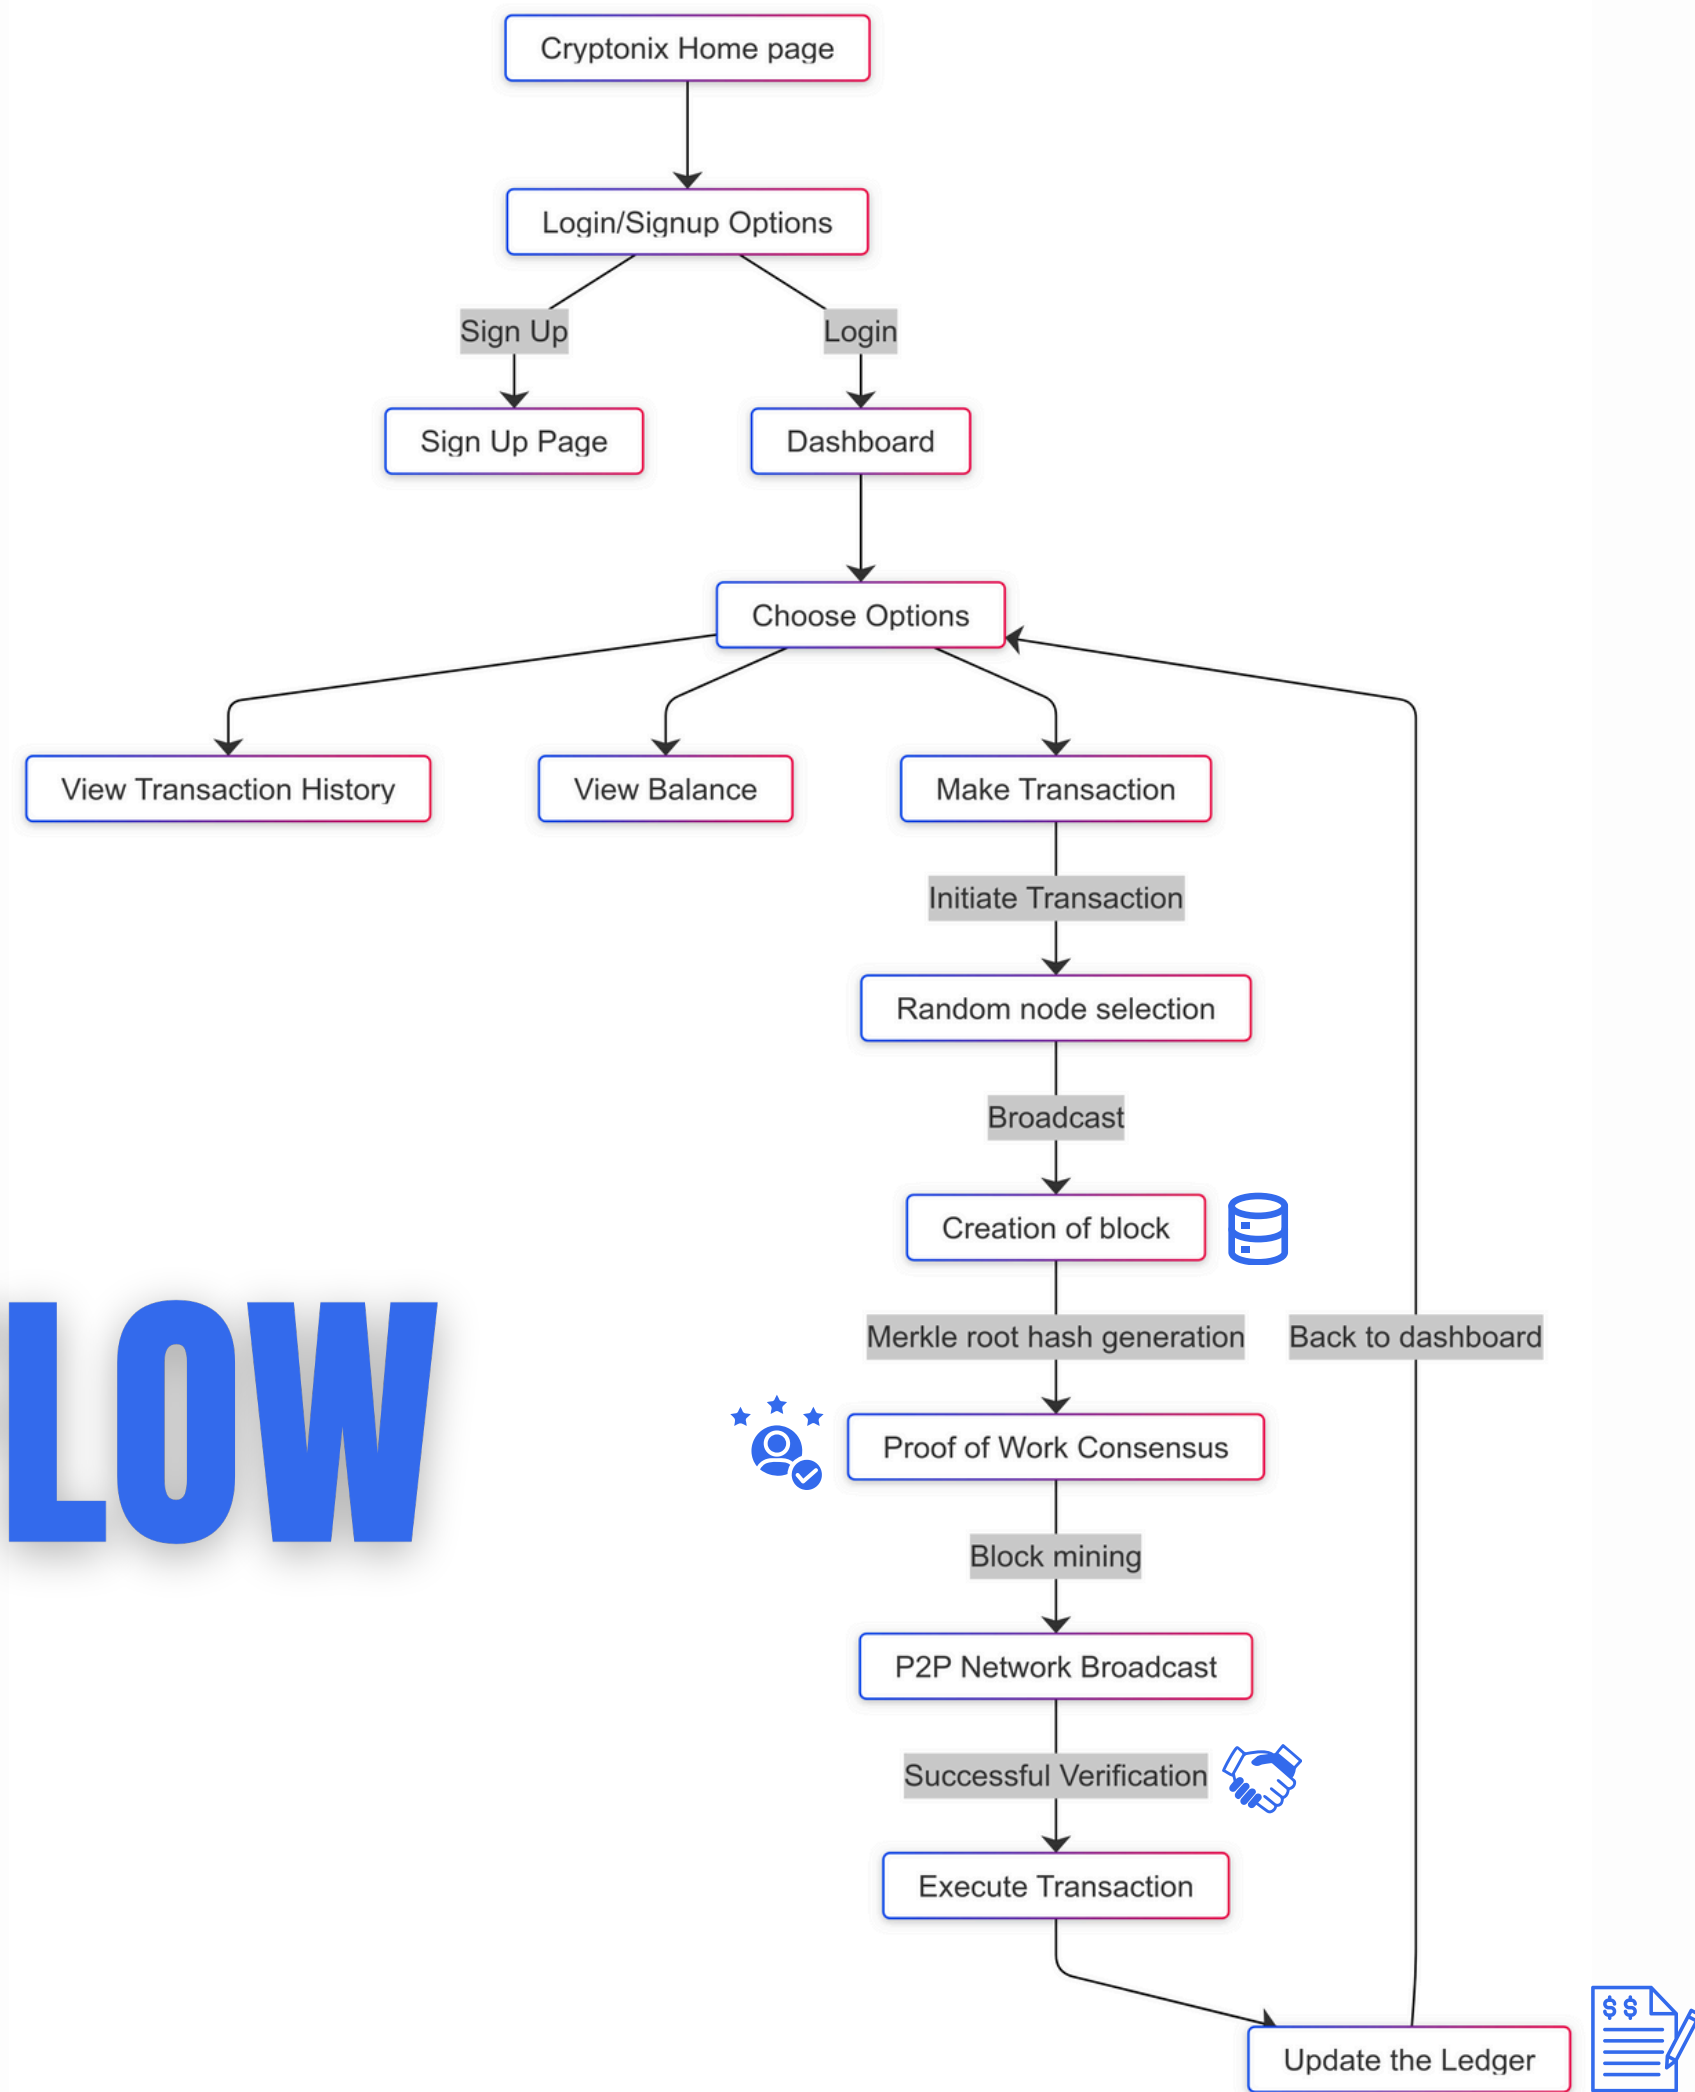 Cryptonix Home page
Login/Signup Options
Sign Up
Login
Sign Up Page
Dashboard
Choose Options
View Transaction History
View Balance
Make Transaction
Initiate Transaction
Random node selection
Broadcast
Creation of block
Merkle root hash generation
Back to dashboard
LOW
Proof of Work Consensus
Block mining
P2P Network Broadcast
Successful Verification
Execute Transaction
$ $
Update the Ledger